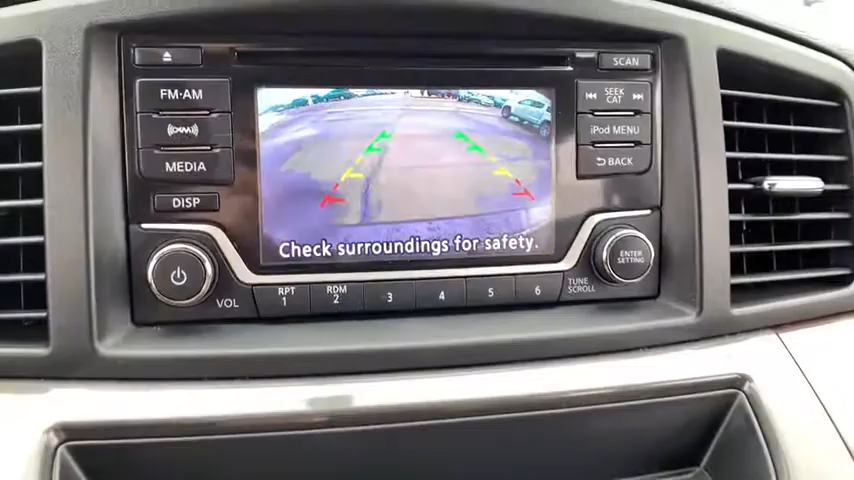 SCAN
FM·AM
SEEK
CAT
iPod MENU
MEDIA
BACK
DISP
Check surroundings for safety.
ENTER
SETTING
VOL
RPT
1
RDM
2
3
4
5
6
TUNE
SCROLL